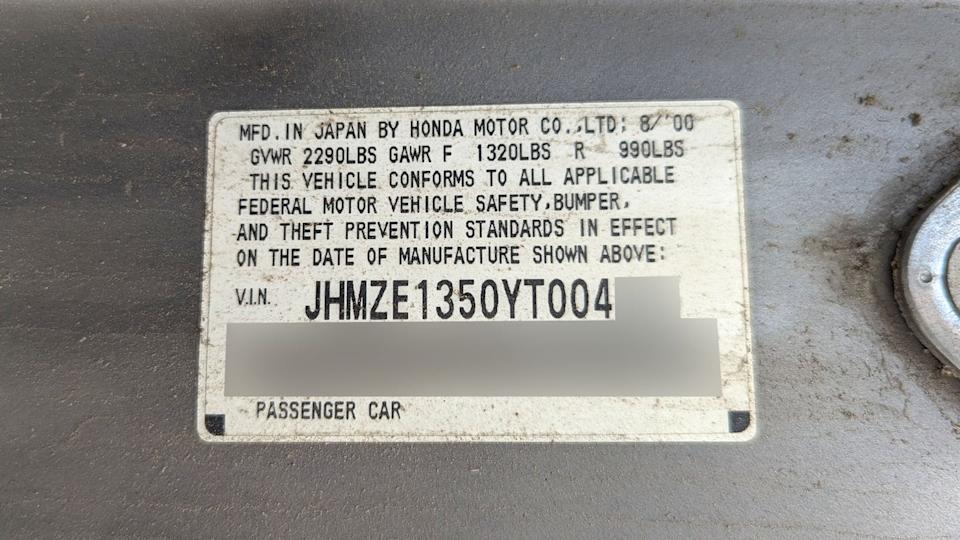 MFD. IN JAPAN BY HONDA MOTOR CO.,LTD; 8/'00
GVWR 2290LBS GAWR F 1320LBS R 990LBS
THIS VEHICLE CONFORMS TO ALL APPLICABLE
FEDERAL MOTOR VEHICLE SAFETY,BUMPER,
AND THEFT PREVENTION STANDARDS IN EFFECT
ON THE DATE OF MANUFACTURE SHOWN ABOVE:
V.I.N. JHMZE1350YT004
PASSENGER CAR